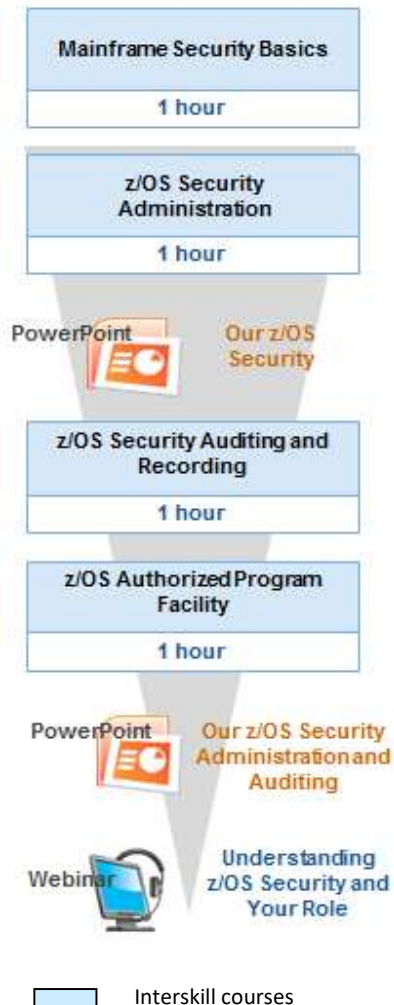 Mainframe Security Basics
1 hour
z/OS Security
Administration
1 hour
PowerPoint
Our z/OS
Security
z/OS Security Auditing and
Recording
1 hour
z/OS Authorized Program
Facility
1 hour
PowerPoint
Our z/OS Security
Administration and
Auditing
Webinar
Understanding
z/OS Security and
Your Role
Interskill courses